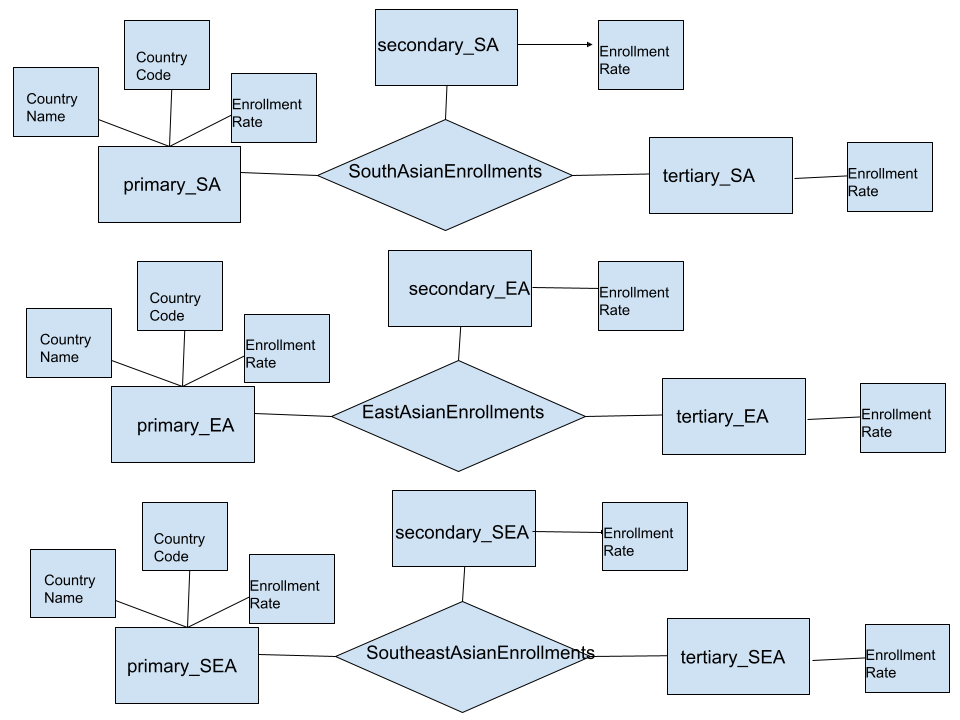 secondary_SA
Enrollment
Rate
Country
Code
Country
Name
Enrollment
Rate
primary_SA
SouthAsianEnrollments
tertiary_SA
Enrollment
Rate
secondary_EA
Enrollment
Rate
Country
Code
Country
Name
Enrollment
Rate
primary_EA
EastAsianEnrollments
tertiary_EA
Enrollment
Rate
secondary_SEA
Enrollment
Rate
Country
Code
Country
Name
Enrollment
Rate
primary_SEA
SoutheastAsianEnrollments
tertiary_SEA
Enrollment
Rate